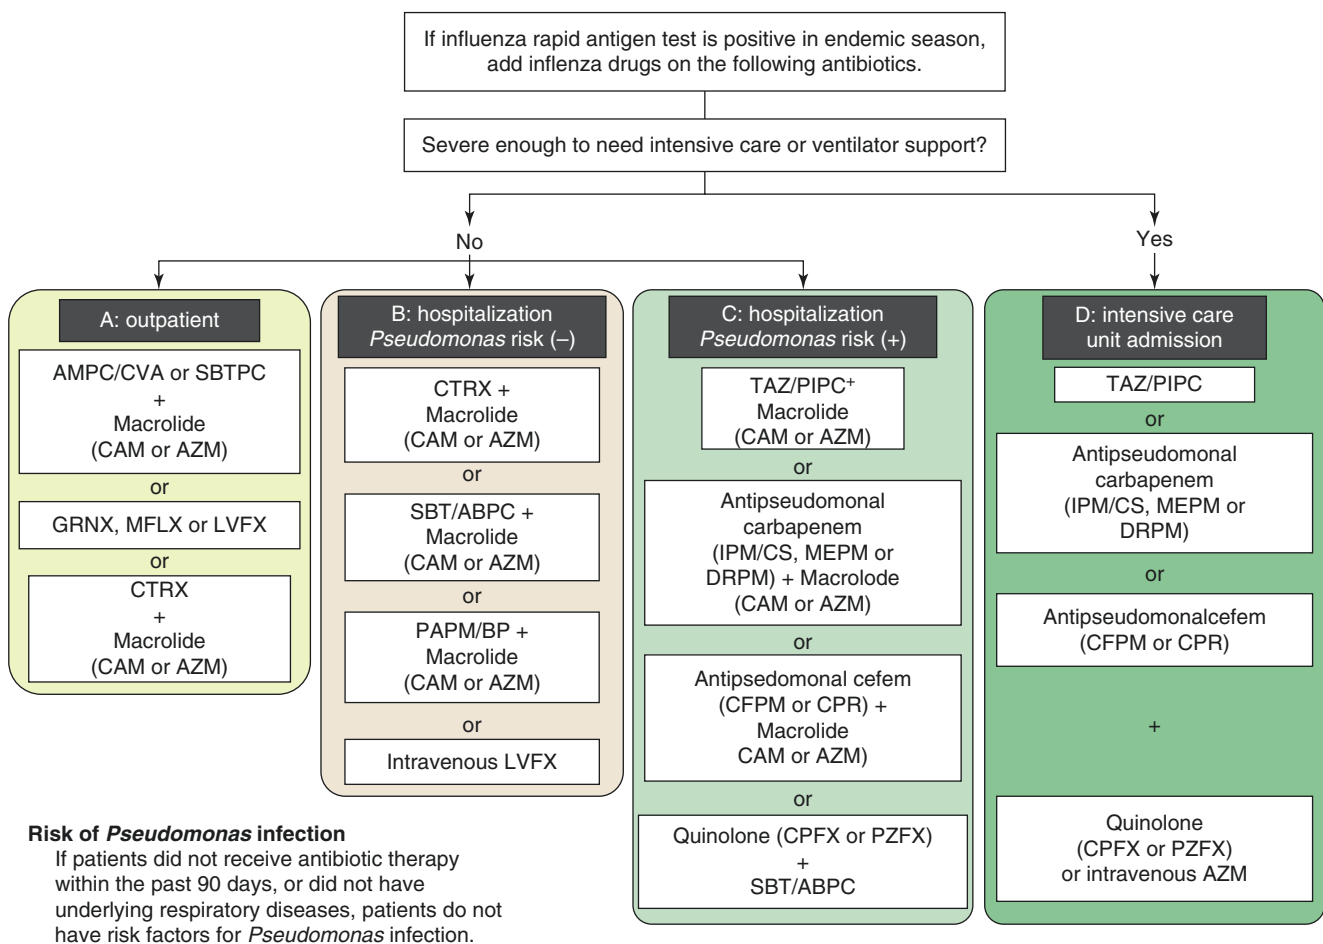 If influenza rapid antigen test is positive in endemic season,
add inflenza drugs on the following antibiotics.
Severe enough to need intensive care or ventilator support?
No
Yes
A: outpatient
AMPC/CVA or SBTPC
+
Macrolide
(CAM or AZM)
or
GRNX, MFLX or LVFX
or
CTRX
+
Macrolide
(CAM or AZM)
B: hospitalization
Pseudomonas risk (–)
CTRX +
Macrolide
(CAM or AZM)
or
SBT/ABPC +
Macrolide
(CAM or AZM)
or
PAPM/BP +
Macrolide
(CAM or AZM)
or
Intravenous LVFX
C: hospitalization
Pseudomonas risk (+)
TAZ/PIPC+
Macrolide
(CAM or AZM)
or
Antipseudomonal
carbapenem
(IPM/CS, MEPM or
DRPM) + Macrolode
(CAM or AZM)
or
Antipsedomonal cefem
(CFPM or CPR) +
Macrolide
CAM or AZM)
or
Quinolone (CPFX or PZFX)
+
SBT/ABPC
D: intensive care
unit admission
TAZ/PIPC
or
Antipseudomonal
carbapenem
(IPM/CS, MEPM or
DRPM)
or
Antipseudomonalcefem
(CFPM or CPR)
+
Quinolone
(CPFX or PZFX)
or intravenous AZM
Risk of Pseudomonas infection
If patients did not receive antibiotic therapy
within the past 90 days, or did not have
underlying respiratory diseases, patients do not
have risk factors for Pseudomonas infection.